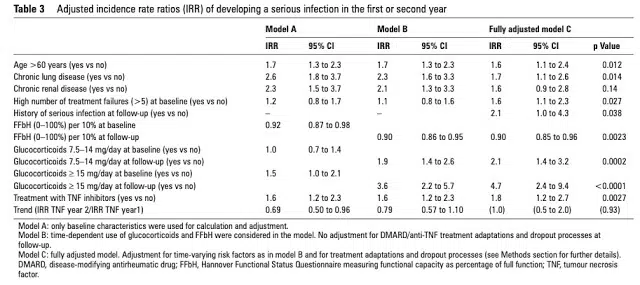 Table 3 Adjusted incidence rate ratios (IRR) of developing a serious infection in the first or second year
Model A Model B Fully adjusted model C
IRR 95% CI IRR 95% CI IRR 95% CI p Value
Age >60 years (yes vs no) 1.7 1.3 to 2.3 1.7 1.3 to 2.3 1.6 1.1 to 2.4 0.012
Chronic lung disease (yes vs no) 2.6 1.8 to 3.7 2.3 1.6 to 3.3 1.7 1.1 to 2.6 0.014
Chronic renal disease (yes vs no) 2.3 1.5 to 3.7 2.1 1.3 to 3.3 1.6 0.9 to 2.8 0.14
High number of treatment failures (>5) at baseline (yes vs no) 1.2 0.8 to 1.7 1.1 0.8 to 1.6 1.6 1.1 to 2.3 0.027
History of serious infection at follow-up (yes vs no) – – 2.1 1.0 to 4.3 0.038
FFbH (0–100%) per 10% at baseline 0.92 0.87 to 0.98
FFbH (0–100%) per 10% at follow-up 0.90 0.86 to 0.95 0.90 0.85 to 0.96 0.0023
Glucocorticoids 7.5–14 mg/day at baseline (yes vs no) 1.0 0.7 to 1.4
Glucocorticoids 7.5–14 mg/day at follow-up (yes vs no) 1.9 1.4 to 2.6 2.1 1.4 to 3.2 0.0002
Glucocorticoids ≥ 15 mg/day at baseline (yes vs no) 1.5 1.0 to 2.1
Glucocorticoids ≥ 15 mg/day at follow-up (yes vs no) 3.6 2.2 to 5.7 4.7 2.4 to 9.4 <0.0001
Treatment with TNF inhibitors (yes vs no) 1.6 1.2 to 2.3 1.6 1.2 to 2.3 1.8 1.2 to 2.7 0.0027
Trend (IRR TNF year 2/IRR TNF year1) 0.69 0.50 to 0.96 0.79 0.57 to 1.10 (1.0) (0.5 to 2.0) (0.93)
Model A: only baseline characteristics were used for calculation and adjustment.
Model B: time-dependent use of glucocorticoids and FFbH were considered in the model. No adjustment for DMARD/anti-TNF treatment adaptations and dropout processes at
follow-up.
Model C: fully adjusted model. Adjustment for time-varying risk factors as in model B and for treatment adaptations and dropout processes (see Methods section for further details).
DMARD, disease-modifying antirheumatic drug; FFbH, Hannover Functional Status Questionnaire measuring functional capacity as percentage of full function; TNF, tumour necrosis
factor.